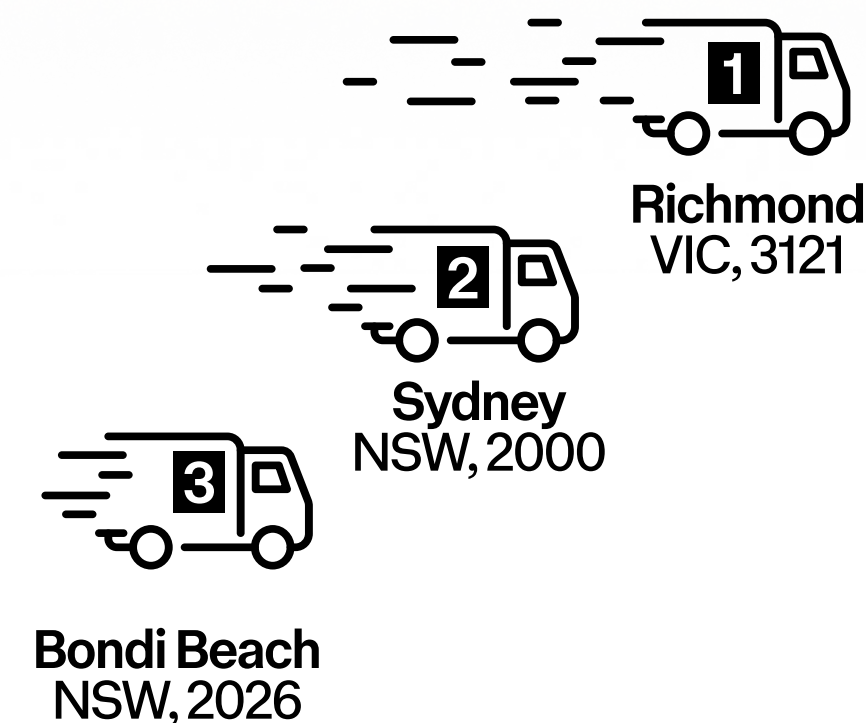 1
Richmond
VIC, 3121
2
Sydney
NSW, 2000
3
Bondi Beach
NSW, 2026